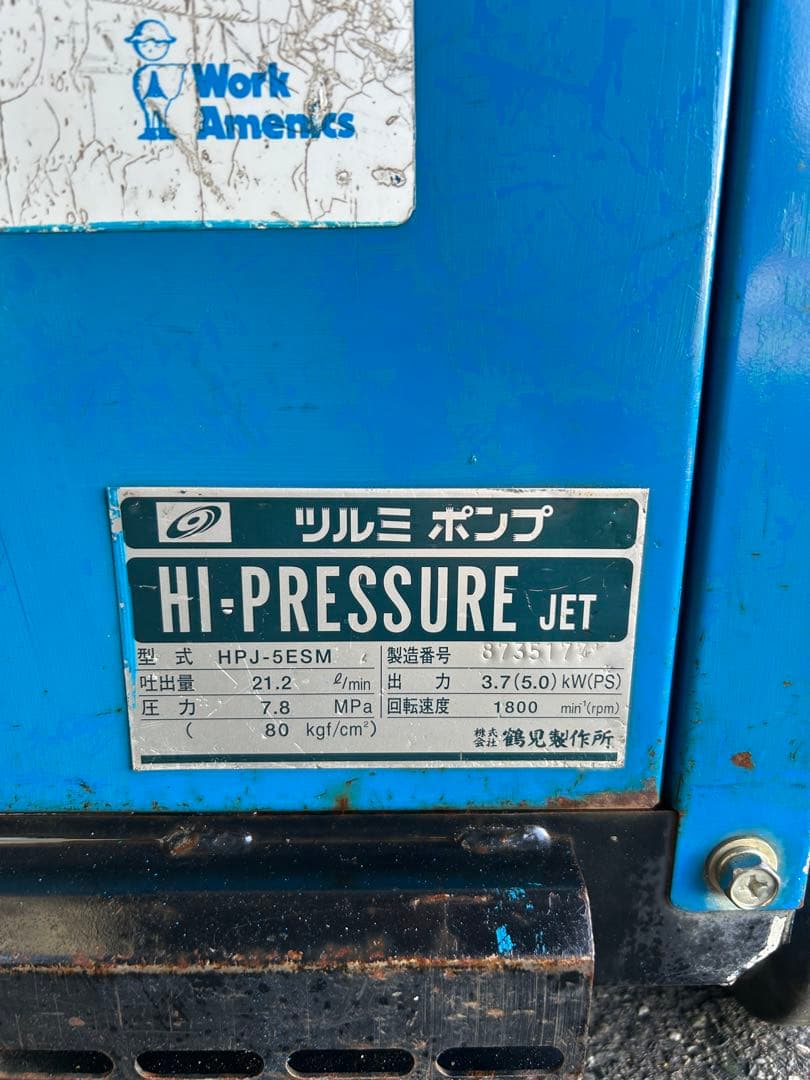 Work
Amenics
ツルミ ポンプ
HI-PRESSURE JET
型式 HPJ-5ESM 製造番号
吐出量 21.2 ℓ/min 出力 3.7(5.0) kW(PS)
圧力 7.8 MPa 回転速度 1800 min⁻¹(rpm)
( 80 kgf/cm²) 株式会社 鶴見製作所